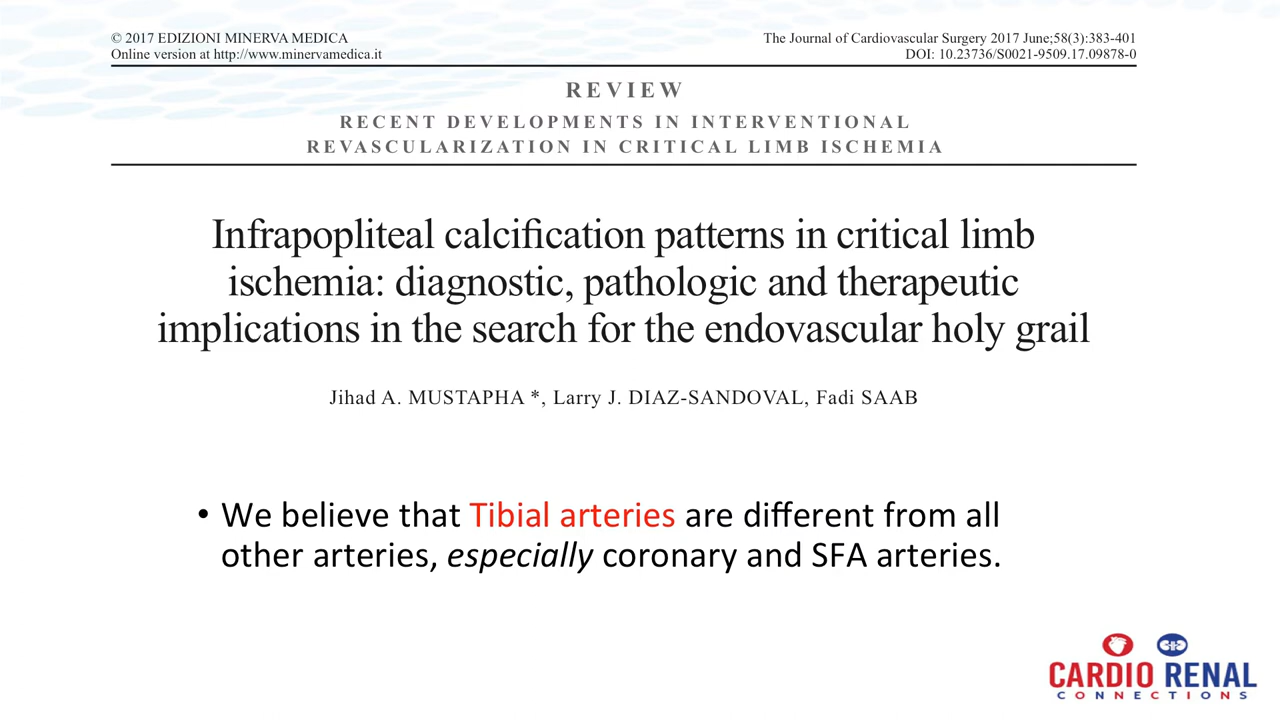 © 2017 EDIZIONI MINERVA MEDICA
Online version at http://www.minervamedica.it
The Journal of Cardiovascular Surgery 2017 June;58(3):383-401
DOI: 10.23736/S0021-9509.17.09878-0
REVIEW
RECENT DEVELOPMENTS IN INTERVENTIONAL
REVASCULARIZATION IN CRITICAL LIMB ISCHEMIA
Infrapopliteal calcification patterns in critical limb
ischemia: diagnostic, pathologic and therapeutic
implications in the search for the endovascular holy grail
Jihad A. MUSTAPHA *, Larry J. DIAZ-SANDOVAL, Fadi SAAB
• We believe that Tibial arteries are different from all
other arteries, especially coronary and SFA arteries.
CARDIO RENAL
CONNECTIONS